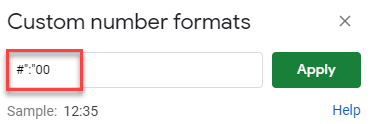 Custom number formats ×
#":"00 Apply
Sample: 12:35 Help